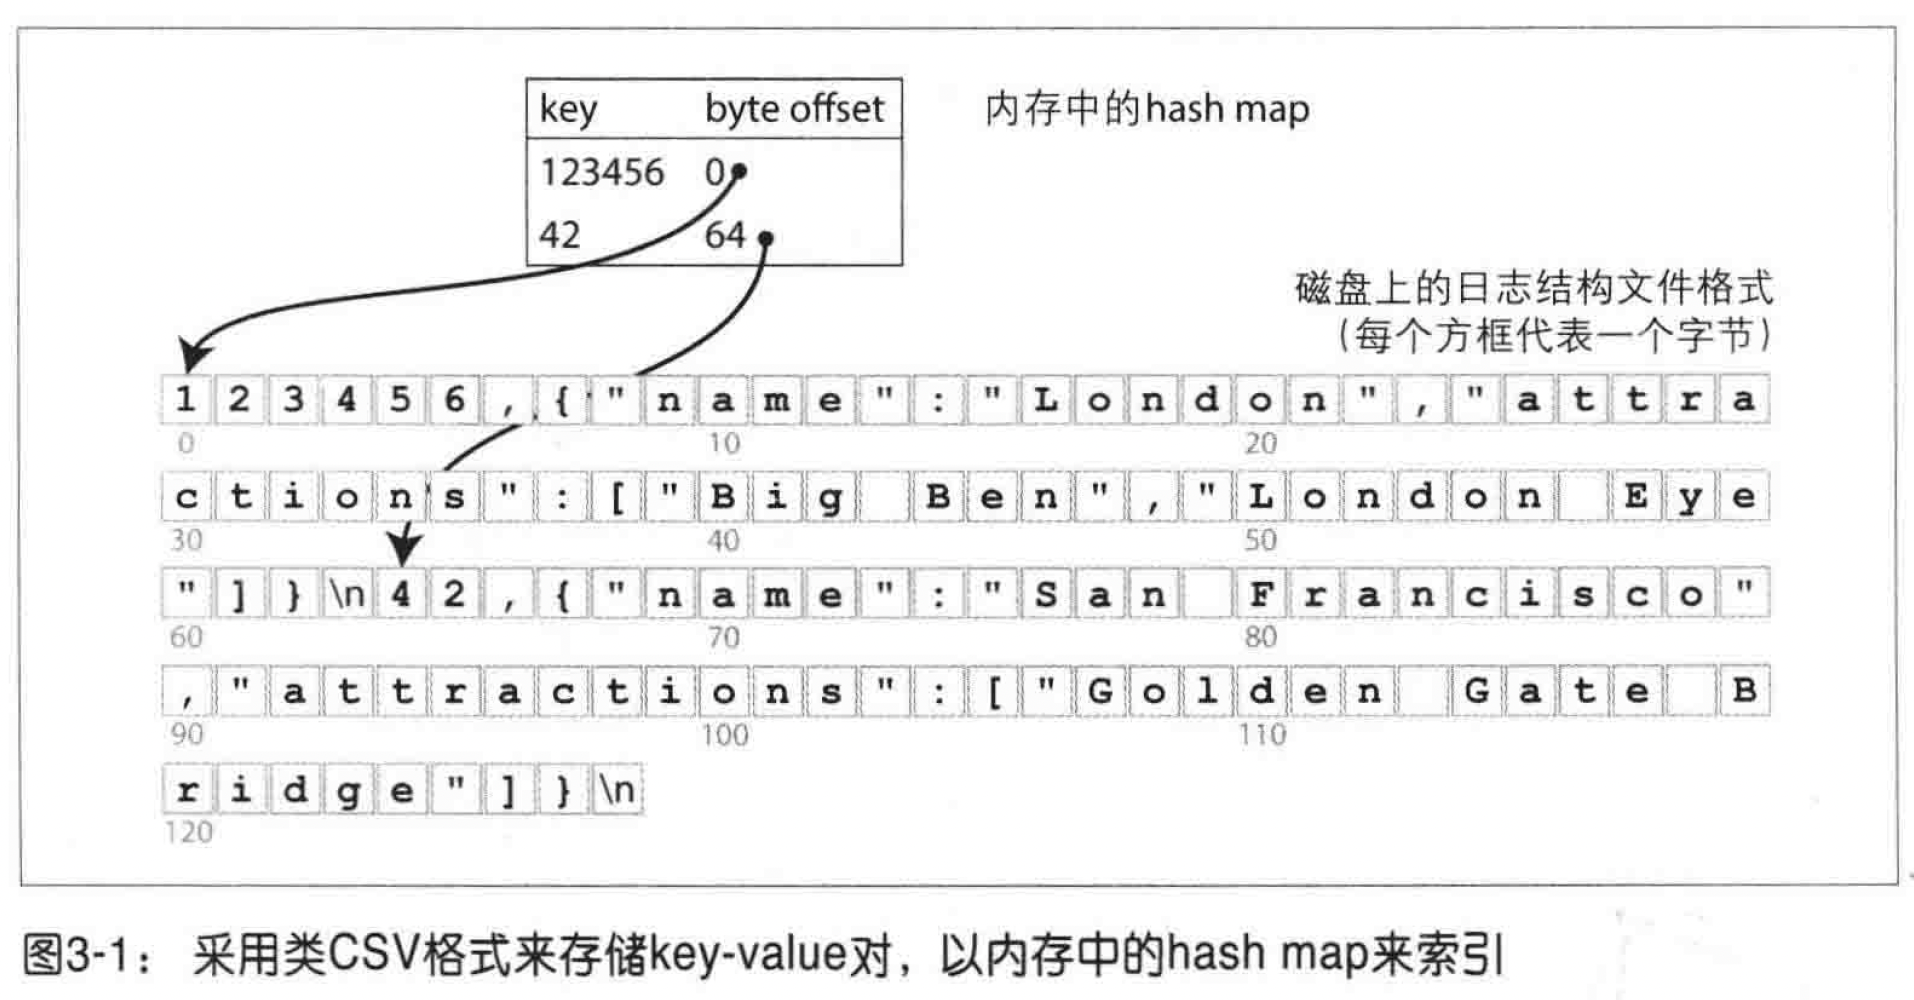 key byte offset 内存中的hash map
123456 0
42 64
磁盘上的日志结构文件格式
(每个方框代表一个字节)
1 2 3 4 5 6 , { " n a m e " : " L o n d o n " , " a t t r a
0 10 20
c t i o n s " : [ " B i g   B e n " , " L o n d o n   E y e
30 40 50
" ] } \n 4 2 , { " n a m e " : " S a n   F r a n c i s c o "
60 70 80
, " a t t r a c t i o n s " : [ " G o l d e n   G a t e   B
90 100 110
r i d g e " ] } \n
120
图3-1： 采用类CSV格式来存储key-value对，以内存中的hash map来索引